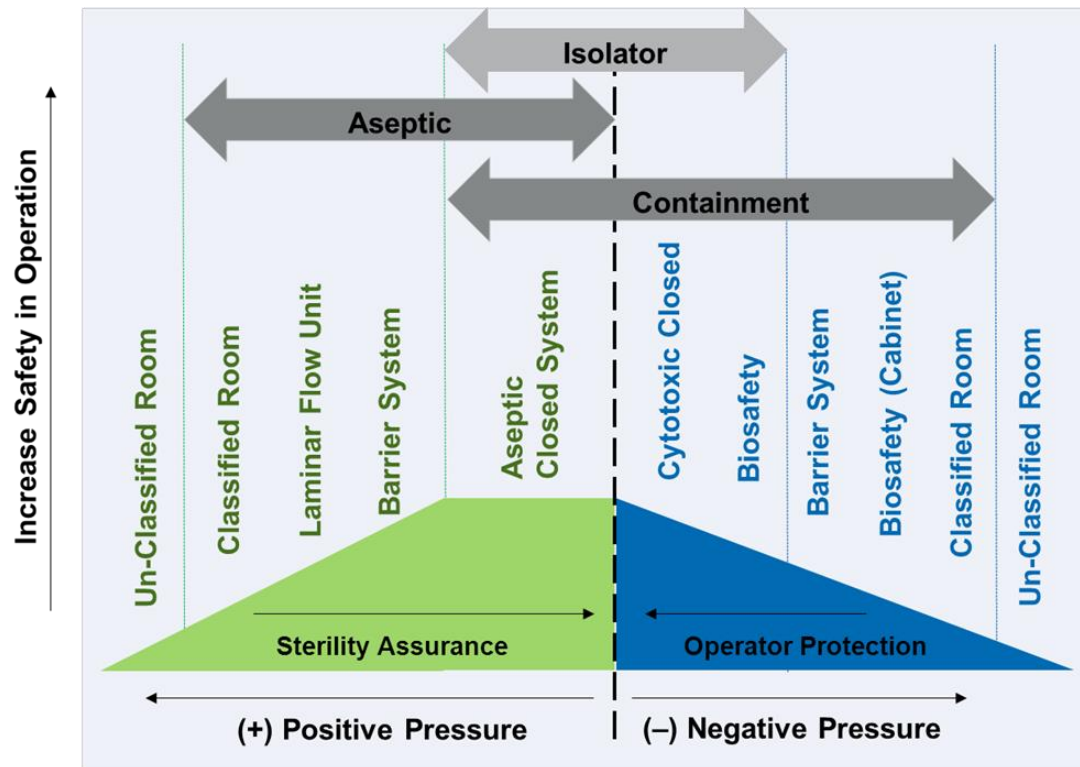 Isolator
Aseptic
Containment
Increase Safety in Operation
Un-Classified Room
Classified Room
Laminar Flow Unit
Barrier System
Aseptic
Closed System
Cytotoxic Closed
Biosafety
Barrier System
Biosafety (Cabinet)
Classified Room
Un-Classified Room
Sterility Assurance
Operator Protection
(+) Positive Pressure
(–) Negative Pressure